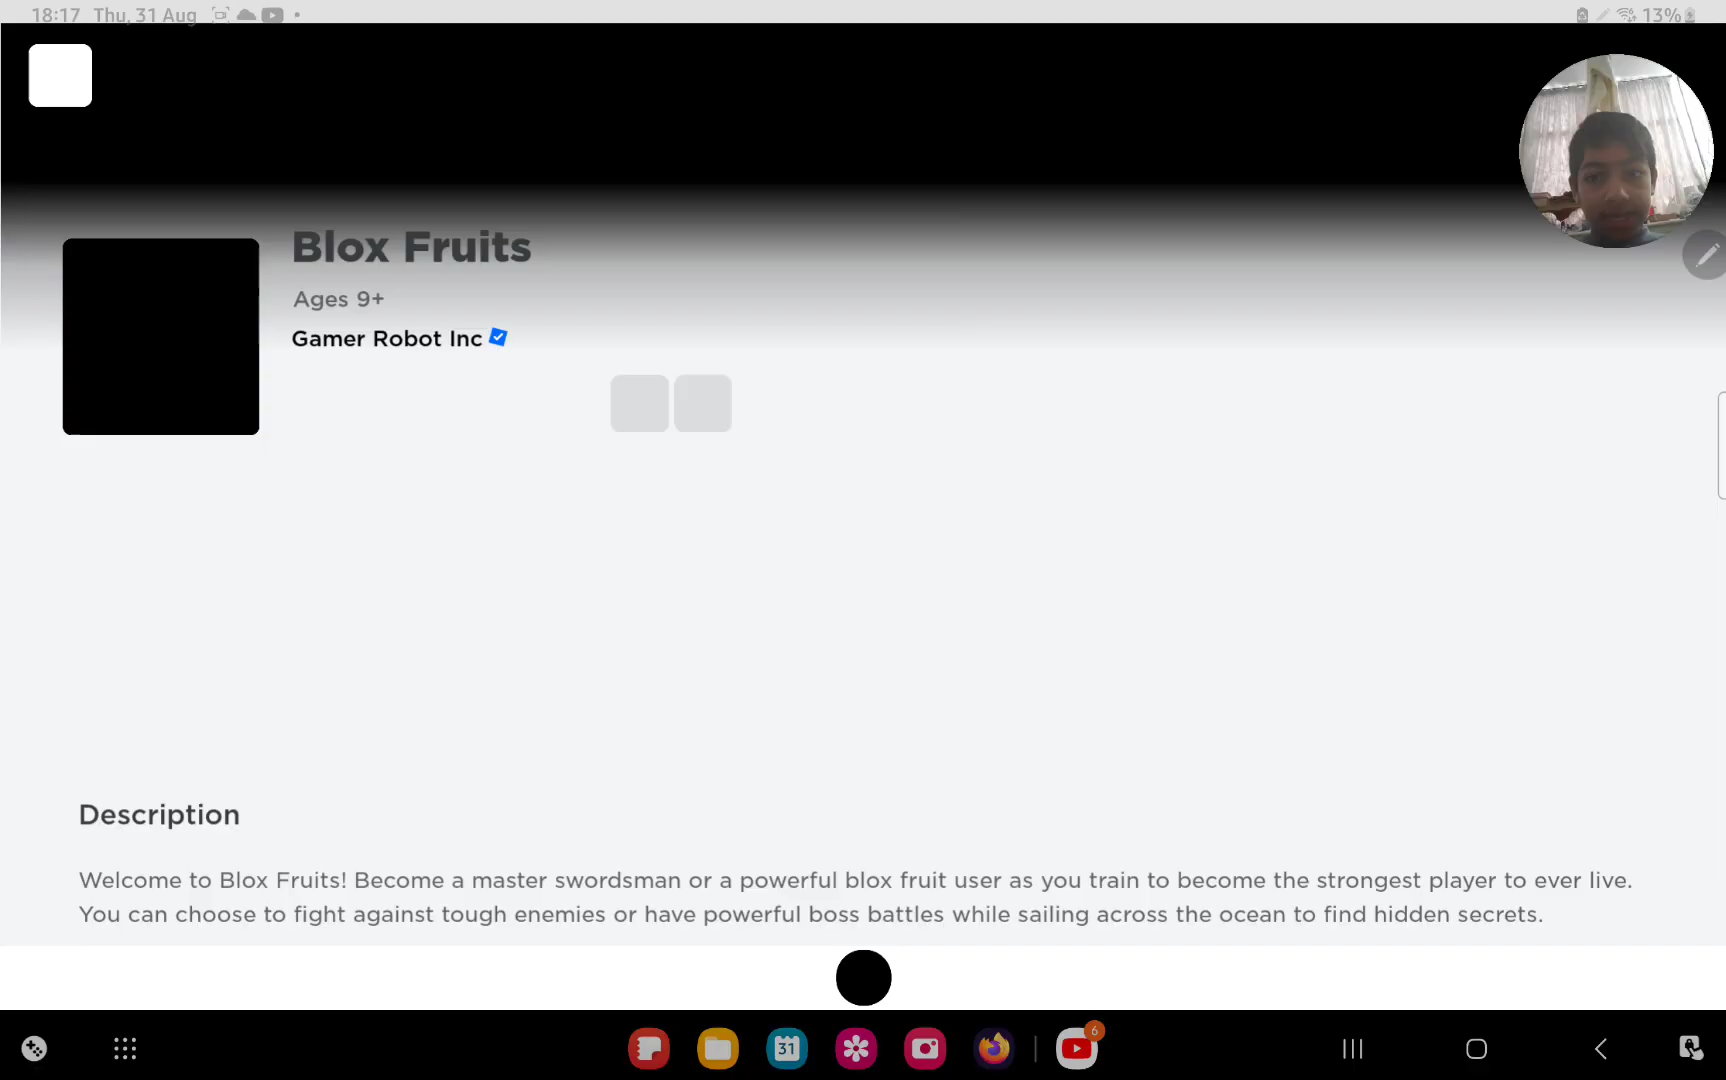 18:17 Thu, 31 Aug
13%
Blox Fruits
Ages 9+
Gamer Robot Inc
Description
Welcome to Blox Fruits! Become a master swordsman or a powerful blox fruit user as you train to become the strongest player to ever live.
You can choose to fight against tough enemies or have powerful boss battles while sailing across the ocean to find hidden secrets.
31
6